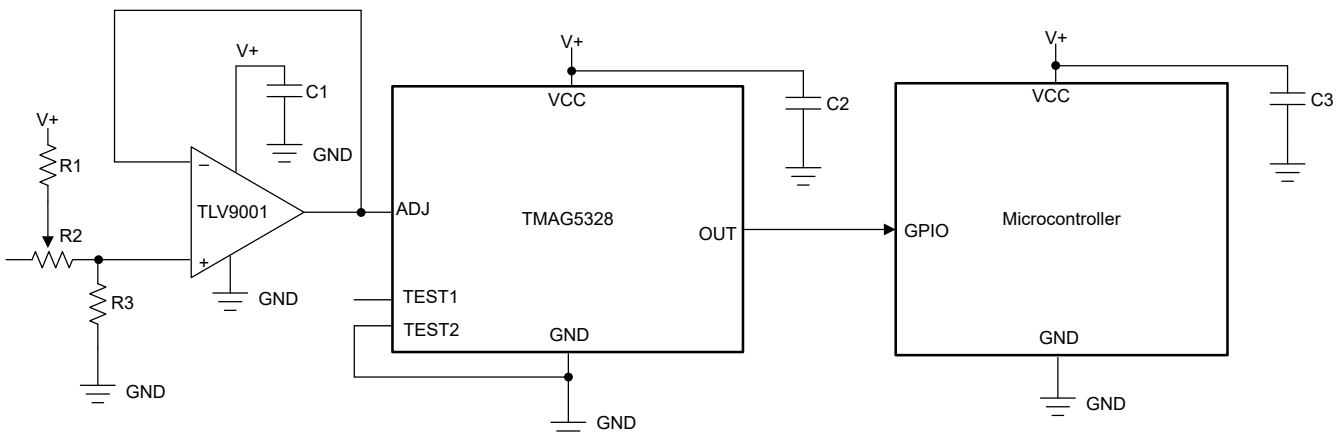 V+
V+
V+
C1
VCC
VCC
C2
C3
V+
GND
R1
−
TLV9001
ADJ
TMAG5328
Microcontroller
R2
OUT
GPIO
+
GND
R3
TEST1
TEST2
GND
GND
GND
GND
GND